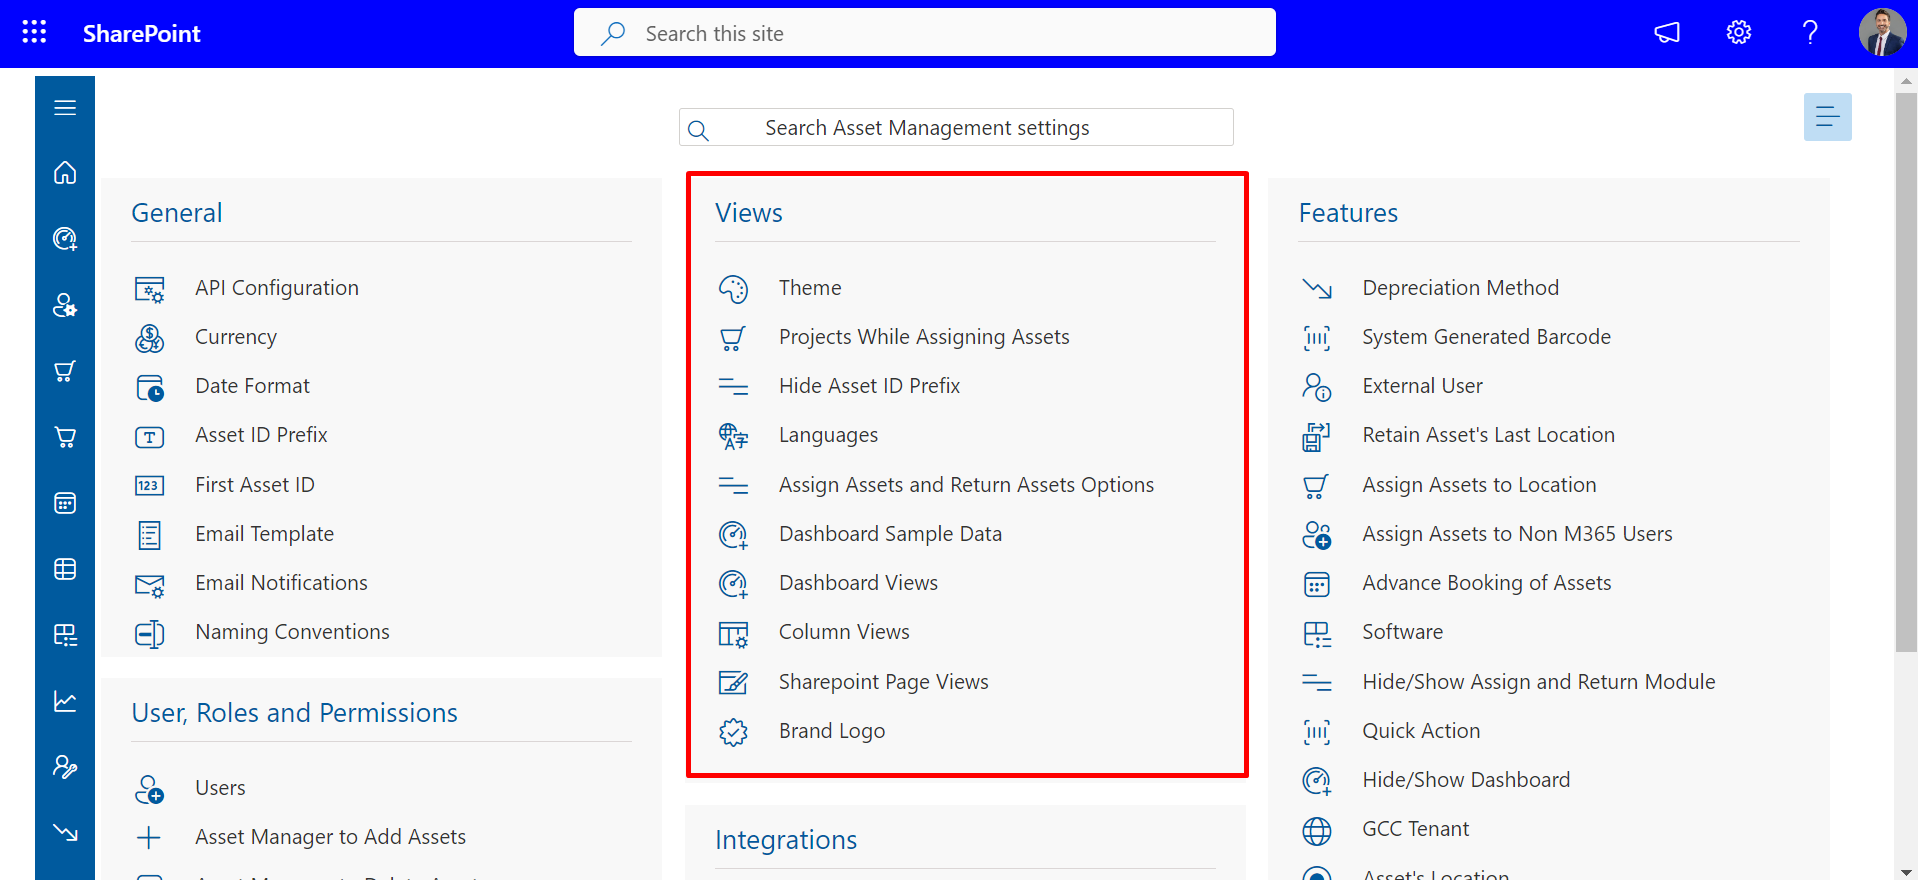 SharePoint
Search this site
Search Asset Management settings
General
API Configuration
Currency
Date Format
Asset ID Prefix
First Asset ID
Email Template
Email Notifications
Naming Conventions
User, Roles and Permissions
Users
Asset Manager to Add Assets
Views
Theme
Projects While Assigning Assets
Hide Asset ID Prefix
Languages
Assign Assets and Return Assets Options
Dashboard Sample Data
Dashboard Views
Column Views
Sharepoint Page Views
Brand Logo
Integrations
Features
Depreciation Method
System Generated Barcode
External User
Retain Asset's Last Location
Assign Assets to Location
Assign Assets to Non M365 Users
Advance Booking of Assets
Software
Hide/Show Assign and Return Module
Quick Action
Hide/Show Dashboard
GCC Tenant
Asset's Location